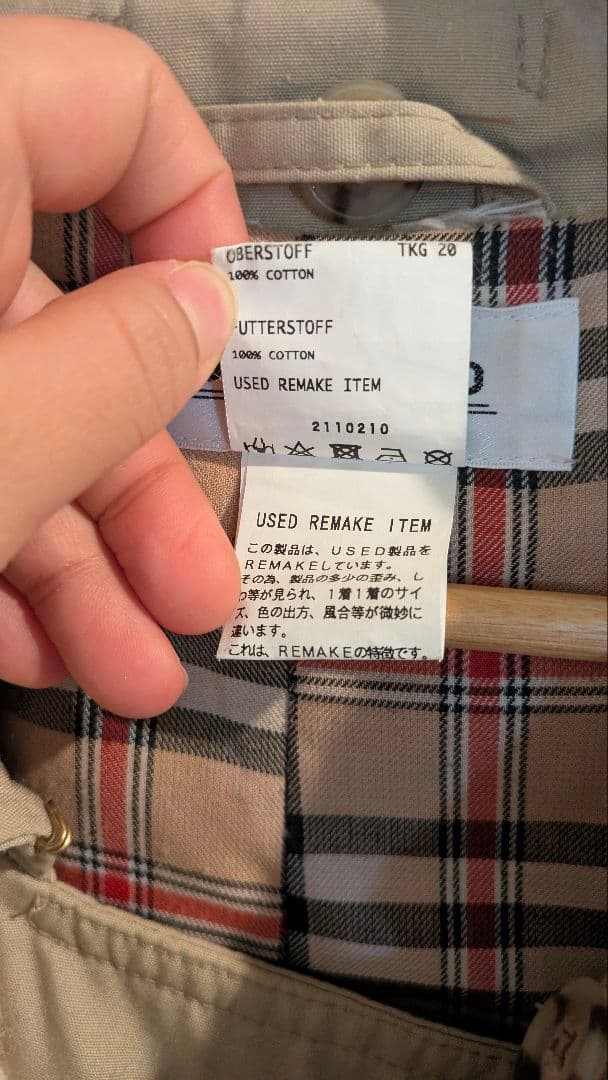 OBERSTOFF TKG 20
100% COTTON
UTTERSTOFF
100% COTTON
USED REMAKE ITEM
2110210
USED REMAKE ITEM
この製品は、USED製品を
REMAKEしています。
その為、製品の多少の歪み、し
わ等が見られ、1着1着のサイ
ズ、色の出方、風合等が微妙に
違います。
これは、REMAKEの特徴です。